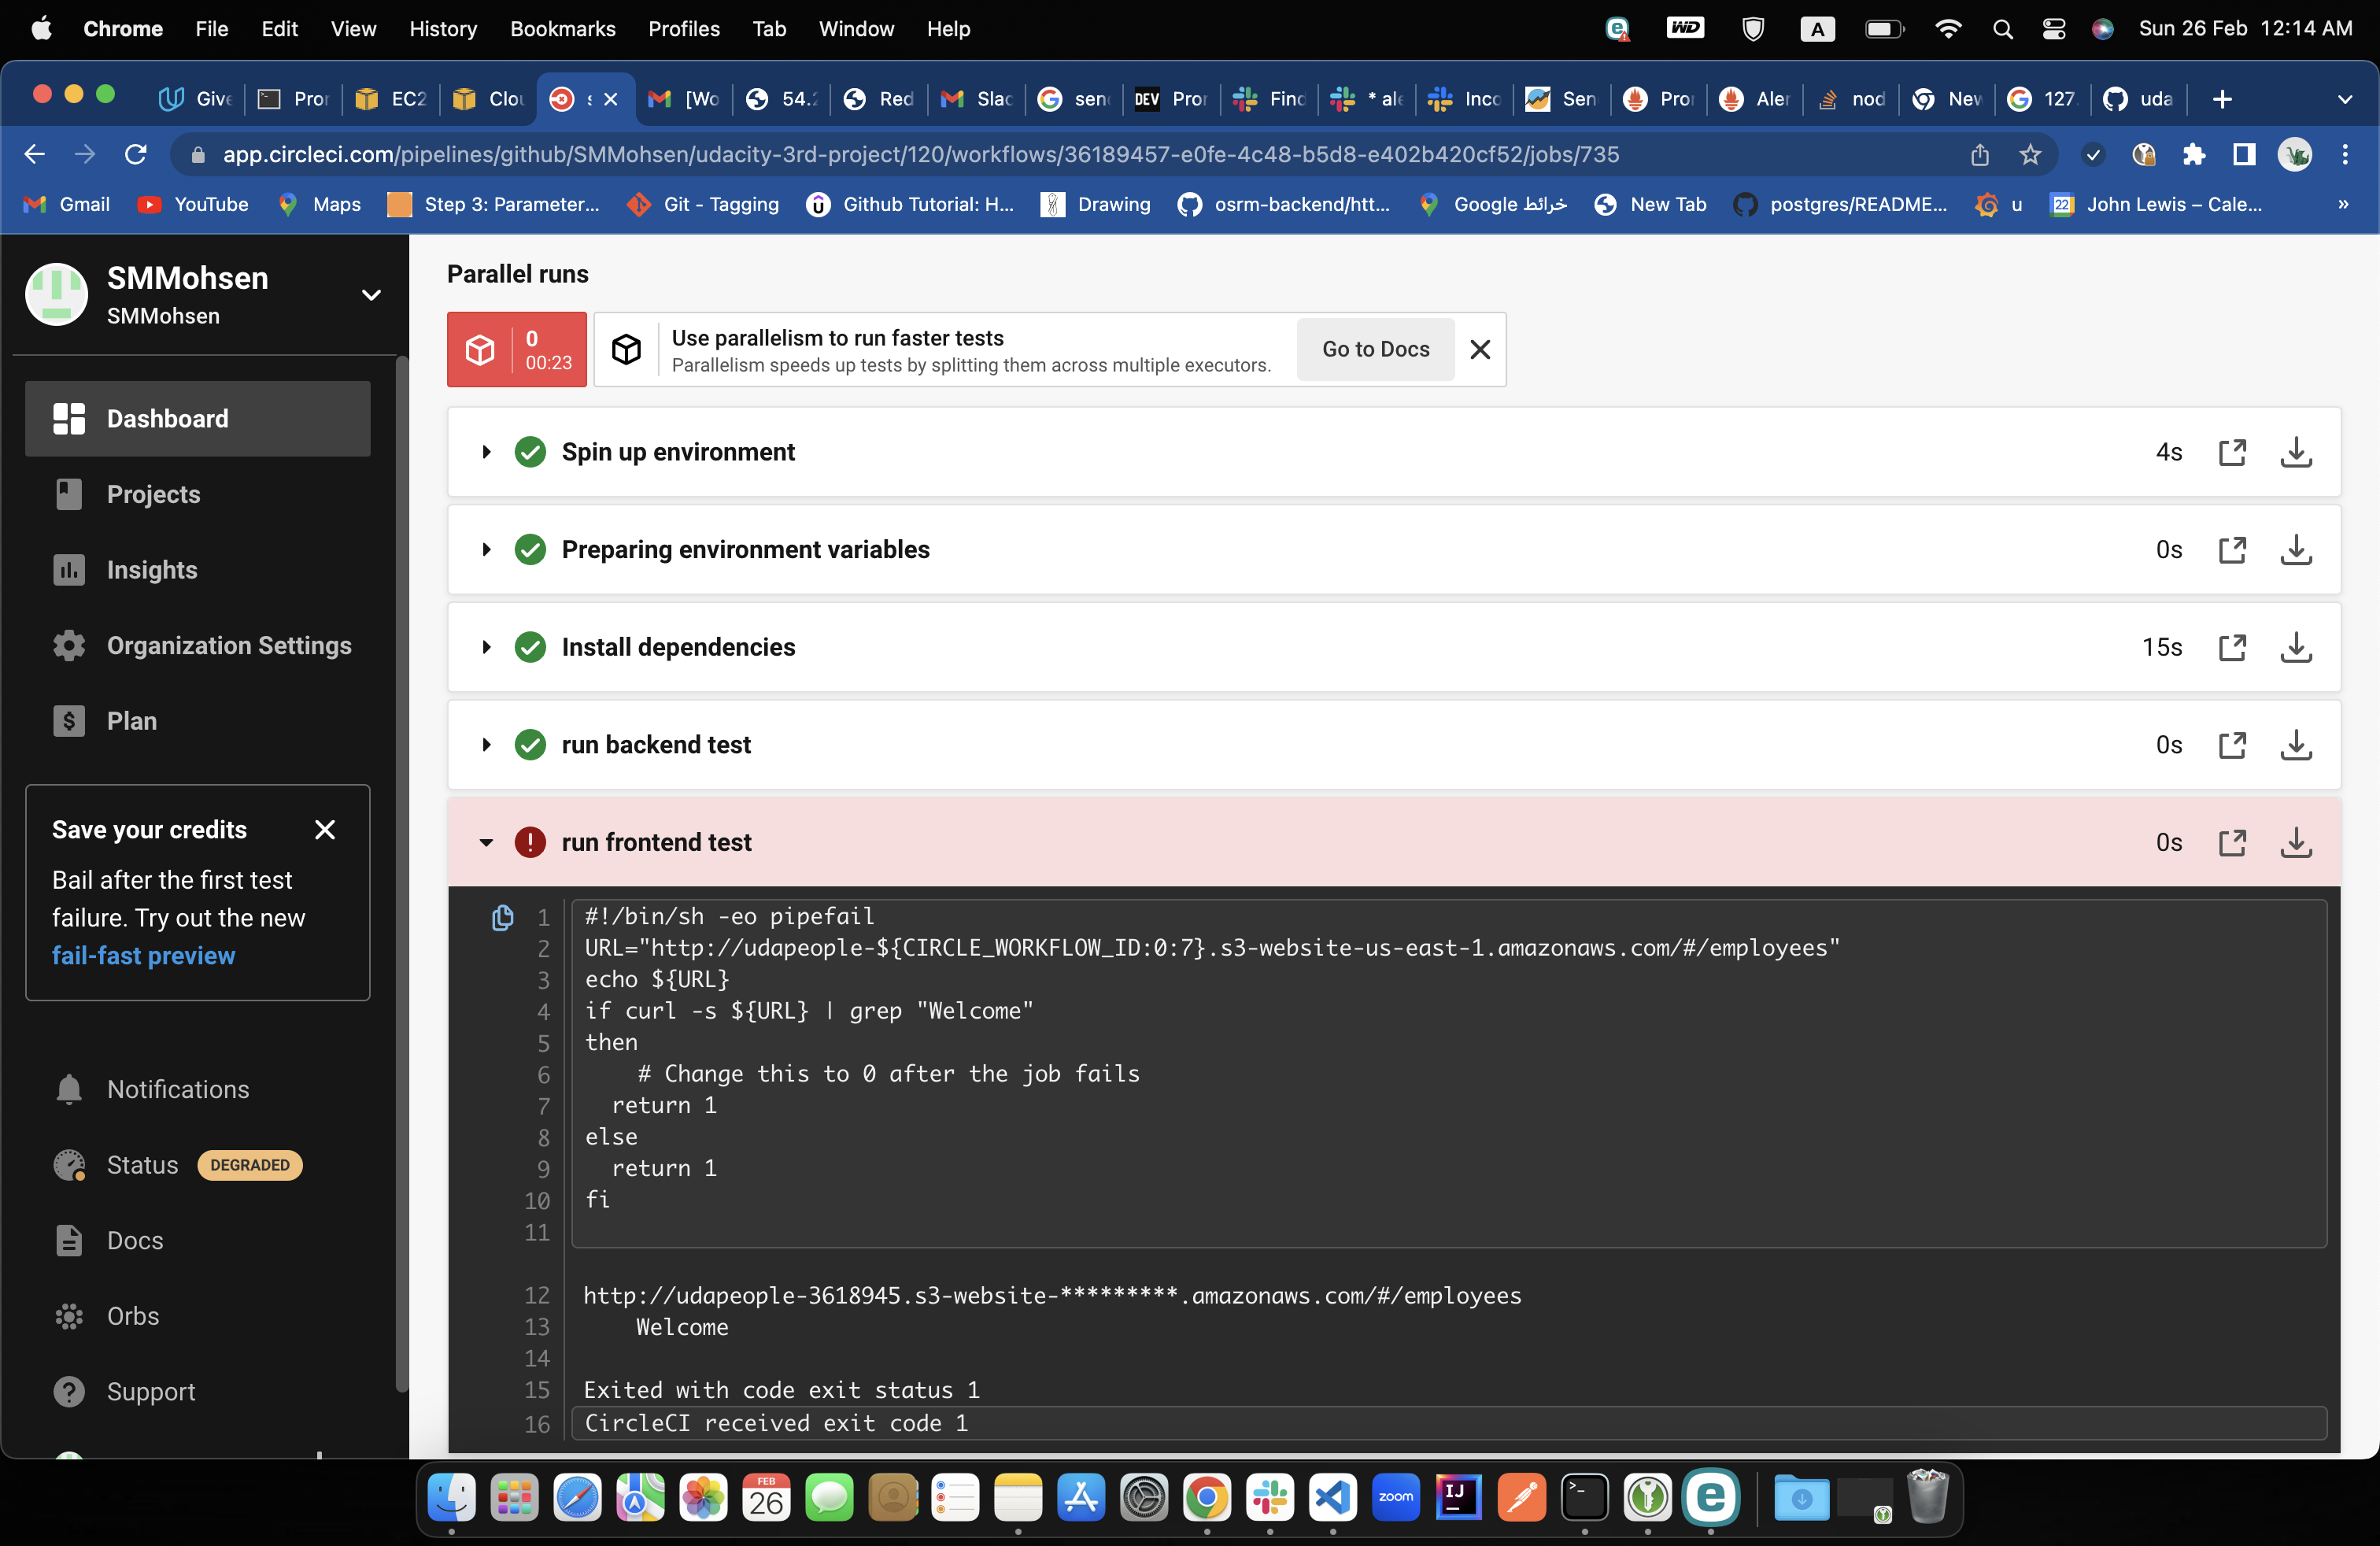 Chrome File Edit View History Bookmarks Profiles Tab Window Help Sun 26 Feb 12:14 AM
Give Pror EC2 Clou s [Wo 54.2 Red Slac sen DEV Pror Find * ale Inco Sen Pro Aler nod New 127. uda
app.circleci.com/pipelines/github/SMMohsen/udacity-3rd-project/120/workflows/36189457-e0fe-4c48-b5d8-e402b420cf52/jobs/735
Gmail YouTube Maps Step 3: Parameter... Git - Tagging Github Tutorial: H... Drawing osrm-backend/htt... خرائط Google New Tab postgres/README... u 22 John Lewis – Cale... »
SMMohsen
SMMohsen
Dashboard
Projects
Insights
Organization Settings
Plan
Save your credits
Bail after the first test
failure. Try out the new
fail-fast preview
Notifications
Status DEGRADED
Docs
Orbs
Support
Parallel runs
0
00:23
Use parallelism to run faster tests
Parallelism speeds up tests by splitting them across multiple executors.
Go to Docs
Spin up environment 4s
Preparing environment variables 0s
Install dependencies 15s
run backend test 0s
run frontend test 0s
1 #!/bin/sh -eo pipefail
2 URL="http://udapeople-${CIRCLE_WORKFLOW_ID:0:7}.s3-website-us-east-1.amazonaws.com/#/employees"
3 echo ${URL}
4 if curl -s ${URL} | grep "Welcome"
5 then
6 # Change this to 0 after the job fails
7 return 1
8 else
9 return 1
10 fi
11
12 http://udapeople-3618945.s3-website-*********.amazonaws.com/#/employees
13 Welcome
14
15 Exited with code exit status 1
16 CircleCI received exit code 1
FEB
26
zoom
IJ